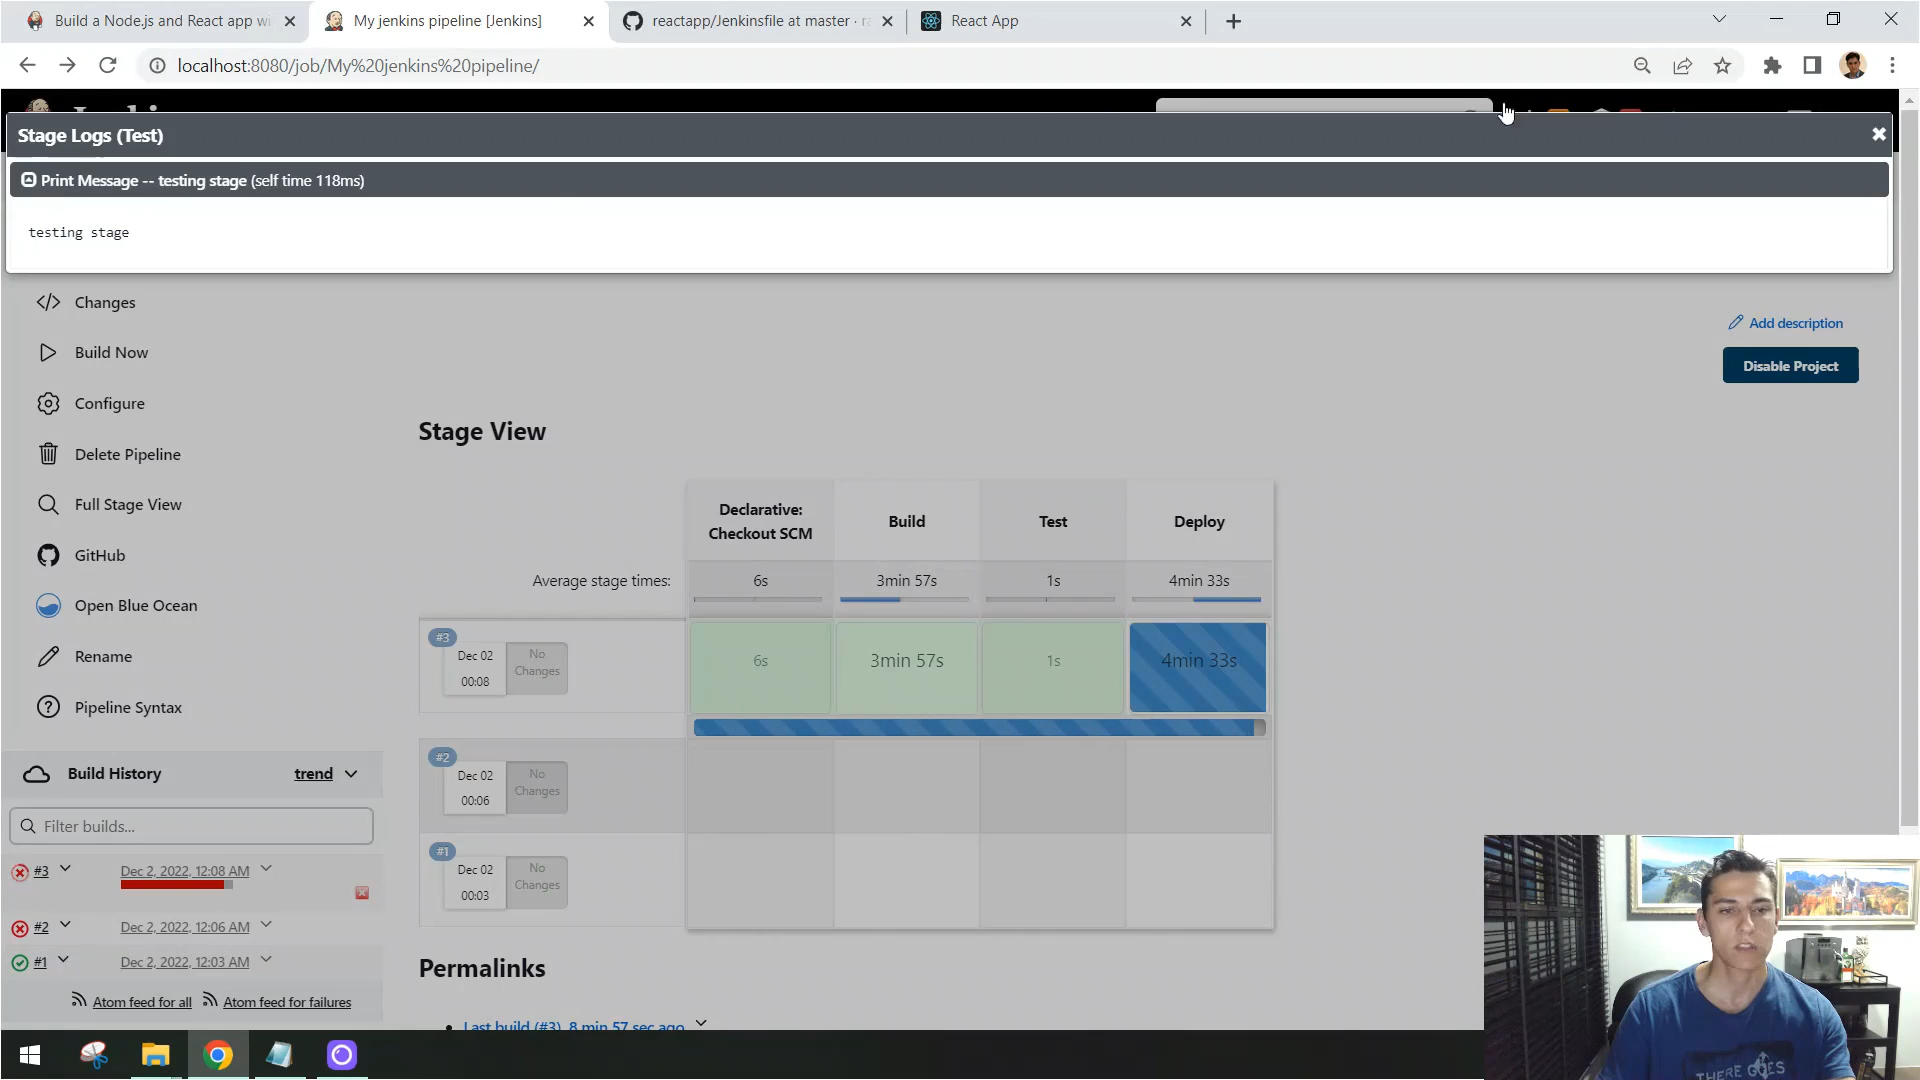 Build a Node.js and React app wi
My jenkins pipeline [Jenkins]
reactapp/Jenkinsfile at master · ra
React App
localhost:8080/job/My%20jenkins%20pipeline/
Stage Logs (Test)
Print Message -- testing stage (self time 118ms)
testing stage
Changes
Build Now
Configure
Delete Pipeline
Full Stage View
GitHub
Open Blue Ocean
Rename
Pipeline Syntax
Add description
Disable Project
Stage View
Declarative:
Checkout SCM
Build
Test
Deploy
Average stage times:
6s
3min 57s
1s
4min 33s
#3
Dec 02
00:08
No
Changes
6s
3min 57s
1s
4min 33s
#2
Dec 02
00:06
No
Changes
#1
Dec 02
00:03
No
Changes
Build History
trend
Filter builds...
#3
Dec 2, 2022, 12:08 AM
#2
Dec 2, 2022, 12:06 AM
#1
Dec 2, 2022, 12:03 AM
Atom feed for all
Atom feed for failures
Permalinks
Last build (#3), 8 min 57 sec ago
THERE GOES